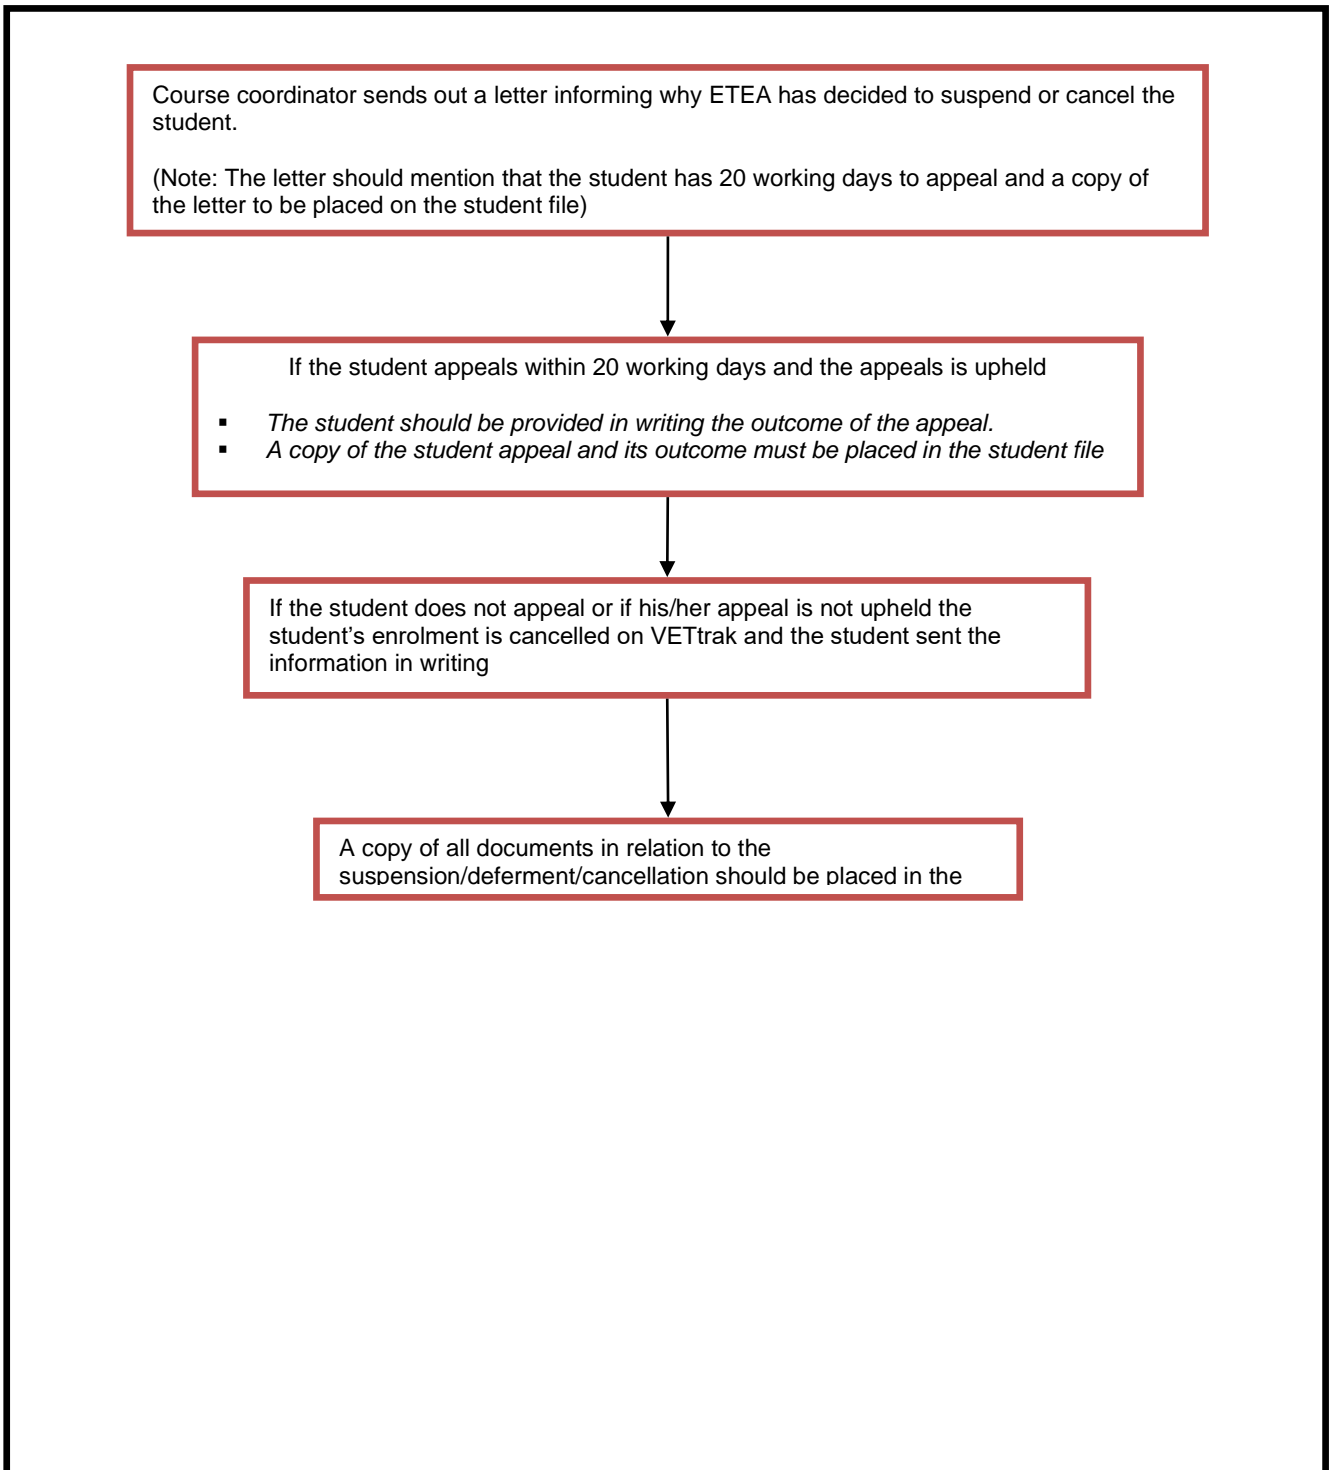 Course coordinator sends out a letter informing why ETEA has decided to suspend or cancel the
student.
(Note: The letter should mention that the student has 20 working days to appeal and a copy of
the letter to be placed on the student file)
If the student appeals within 20 working days and the appeals is upheld
▪ The student should be provided in writing the outcome of the appeal.
▪ A copy of the student appeal and its outcome must be placed in the student file
If the student does not appeal or if his/her appeal is not upheld the
student’s enrolment is cancelled on VETtrak and the student sent the
information in writing
A copy of all documents in relation to the
suspension/deferment/cancellation should be placed in the